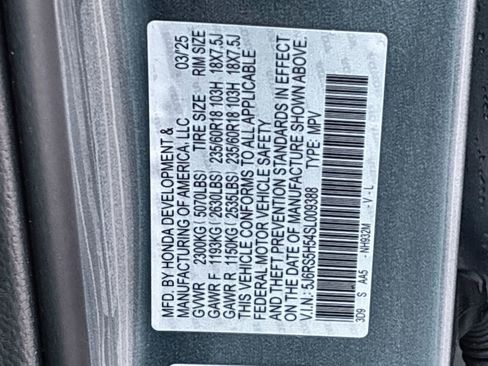 MFD. BY HONDA DEVELOPMENT & 03/25
MANUFACTURING OF AMERICA, LLC
GVWR 2300KG(5070LBS) TIRE SIZE RIM SIZE
GAWR F 1193KG(2630LBS) 235/60R18 103H 18X7.5J
GAWR R 1150KG(2535LBS) 235/60R18 103H 18X7.5J
THIS VEHICLE CONFORMS TO ALL APPLICABLE
FEDERAL MOTOR VEHICLE SAFETY
AND THEFT PREVENTION STANDARDS IN EFFECT
ON THE DATE OF MANUFACTURE SHOWN ABOVE.
V.I.N.: 5J6RS5H54SL009388 TYPE: MPV
3D9 S AA5 - NH932M - V - L